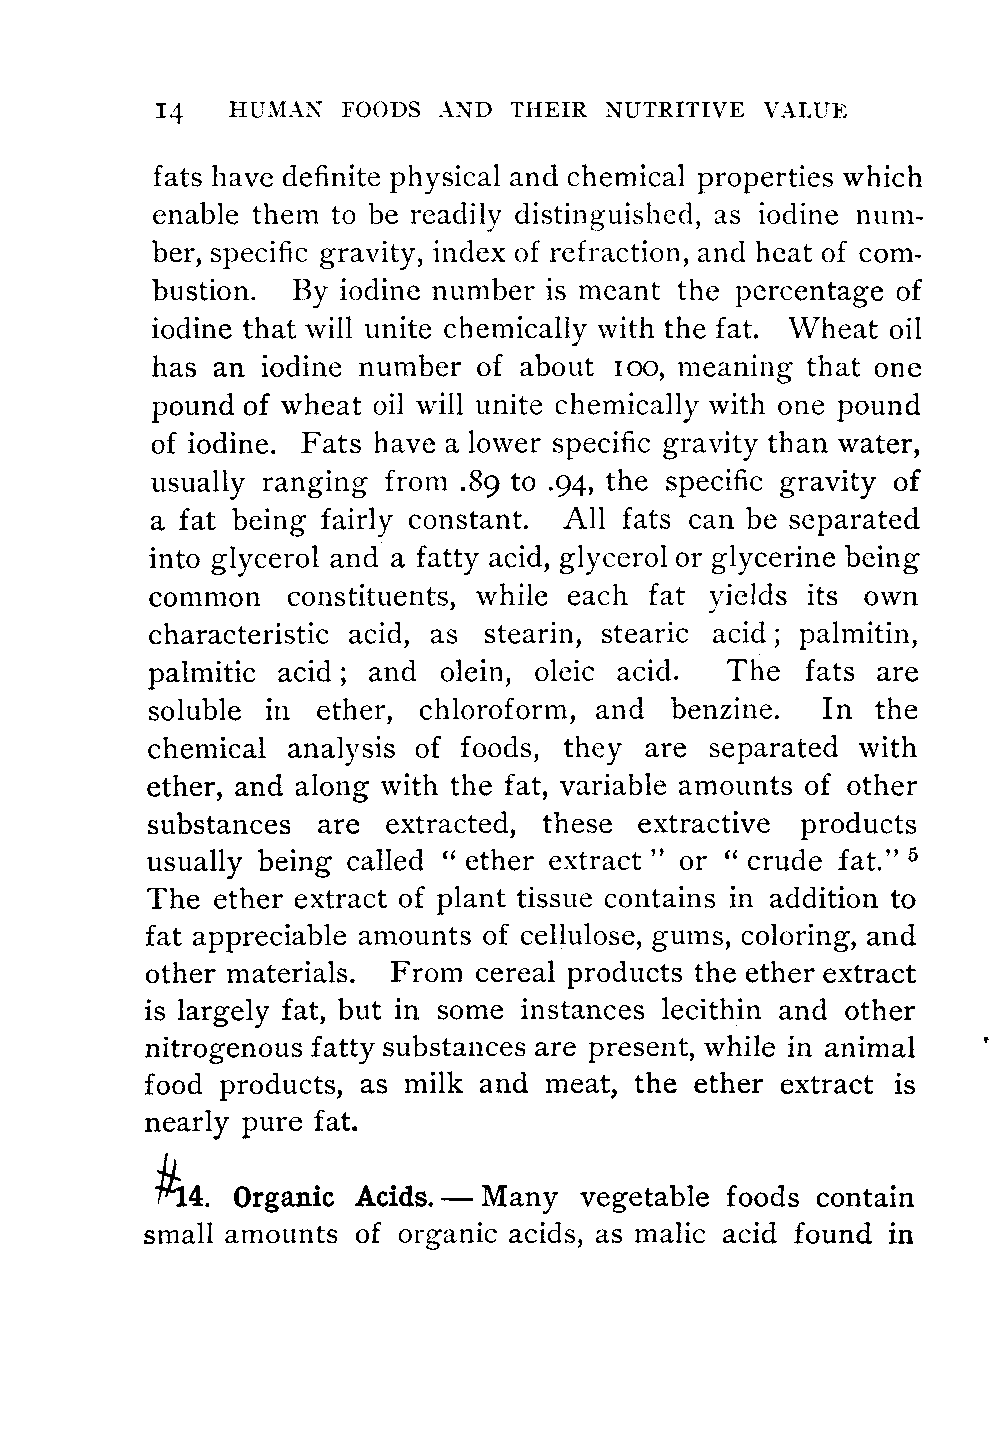 14 HUMAN FOODS AND THEIR NUTRITIVE VALUE
fats have definite physical and chemical properties which
enable them to be readily distinguished, as iodine num-
ber, specific gravity, index of refraction, and heat of com-
bustion. By iodine number is meant the percentage of
iodine that will unite chemically with the fat. Wheat oil
has an iodine number of about 100, meaning that one
pound of wheat oil will unite chemically with one pound
of iodine. Fats have a lower specific gravity than water,
usually ranging from .89 to .94, the specific gravity of
a fat being fairly constant. All fats can be separated
into glycerol and a fatty acid, glycerol or glycerine being
common constituents, while each fat yields its own
characteristic acid, as stearin, stearic acid; palmitin,
palmitic acid; and olein, oleic acid. The fats are
soluble in ether, chloroform, and benzine. In the
chemical analysis of foods, they are separated with
ether, and along with the fat, variable amounts of other
substances are extracted, these extractive products
usually being called "ether extract" or "crude fat." 5
The ether extract of plant tissue contains in addition to
fat appreciable amounts of cellulose, gums, coloring, and
other materials. From cereal products the ether extract
is largely fat, but in some instances lecithin and other
nitrogenous fatty substances are present, while in animal
food products, as milk and meat, the ether extract is
nearly pure fat.
#14. Organic Acids. — Many vegetable foods contain
small amounts of organic acids, as malic acid found in